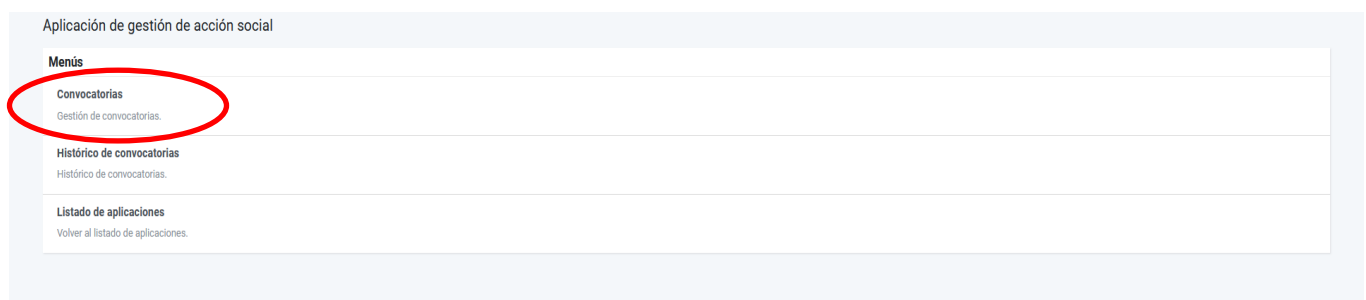 Aplicación de gestión de acción social
Menús
Convocatorias
Gestión de convocatorias.
Histórico de convocatorias
Histórico de convocatorias.
Listado de aplicaciones
Volver al listado de aplicaciones.